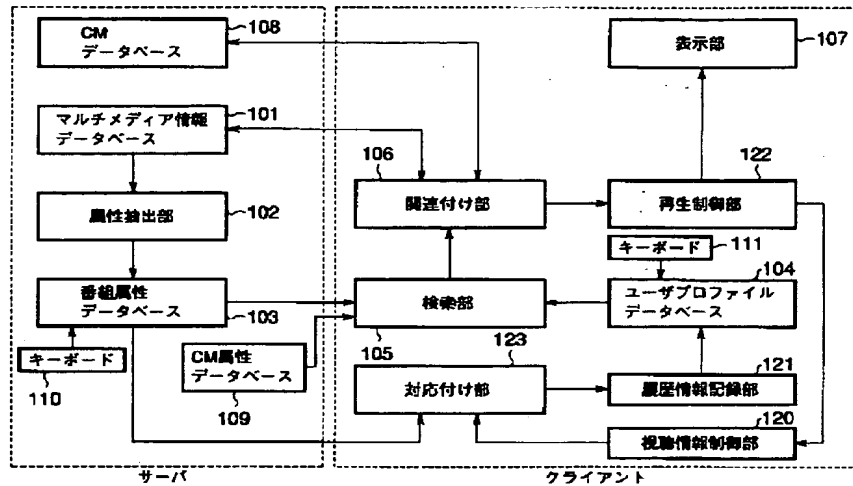 CM
データベース
108
マルチメディア情報
データベース
101
属性抽出部
102
番組属性
データベース
103
キーボード
110
CM属性
データベース
109
サーバ
表示部
107
106
関連付け部
122
再生制御部
キーボード
111
104
ユーザプロファイル
データベース
検索部
105
123
対応付け部
121
履歴情報記録部
120
視聴情報制御部
クライアント